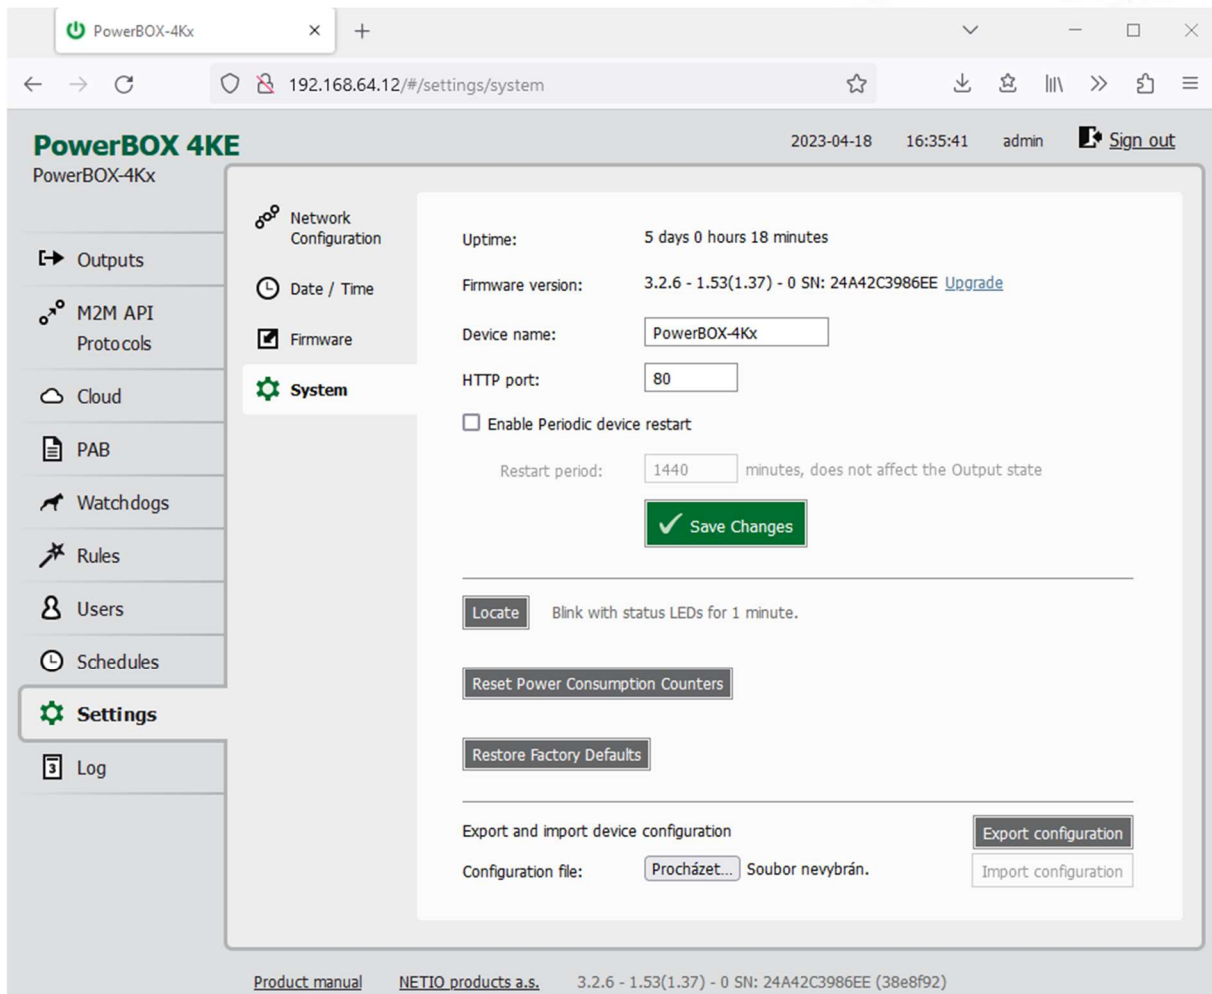 PowerBOX-4Kx
192.168.64.12/#/settings/system
PowerBOX 4KE
2023-04-18 16:35:41 admin Sign out
PowerBOX-4Kx
Outputs
M2M API
Protocols
Cloud
PAB
Watchdogs
Rules
Users
Schedules
Settings
3 Log
Network
Configuration
Date / Time
Firmware
System
Uptime: 5 days 0 hours 18 minutes
Firmware version: 3.2.6 - 1.53(1.37) - 0 SN: 24A42C3986EE Upgrade
Device name: PowerBOX-4Kx
HTTP port: 80
Enable Periodic device restart
Restart period: 1440 minutes, does not affect the Output state
Save Changes
Locate Blink with status LEDs for 1 minute.
Reset Power Consumption Counters
Restore Factory Defaults
Export and import device configuration Export configuration
Configuration file: Procházet... Soubor nevybrán. Import configuration
Product manual NETIO products a.s. 3.2.6 - 1.53(1.37) - 0 SN: 24A42C3986EE (38e8f92)